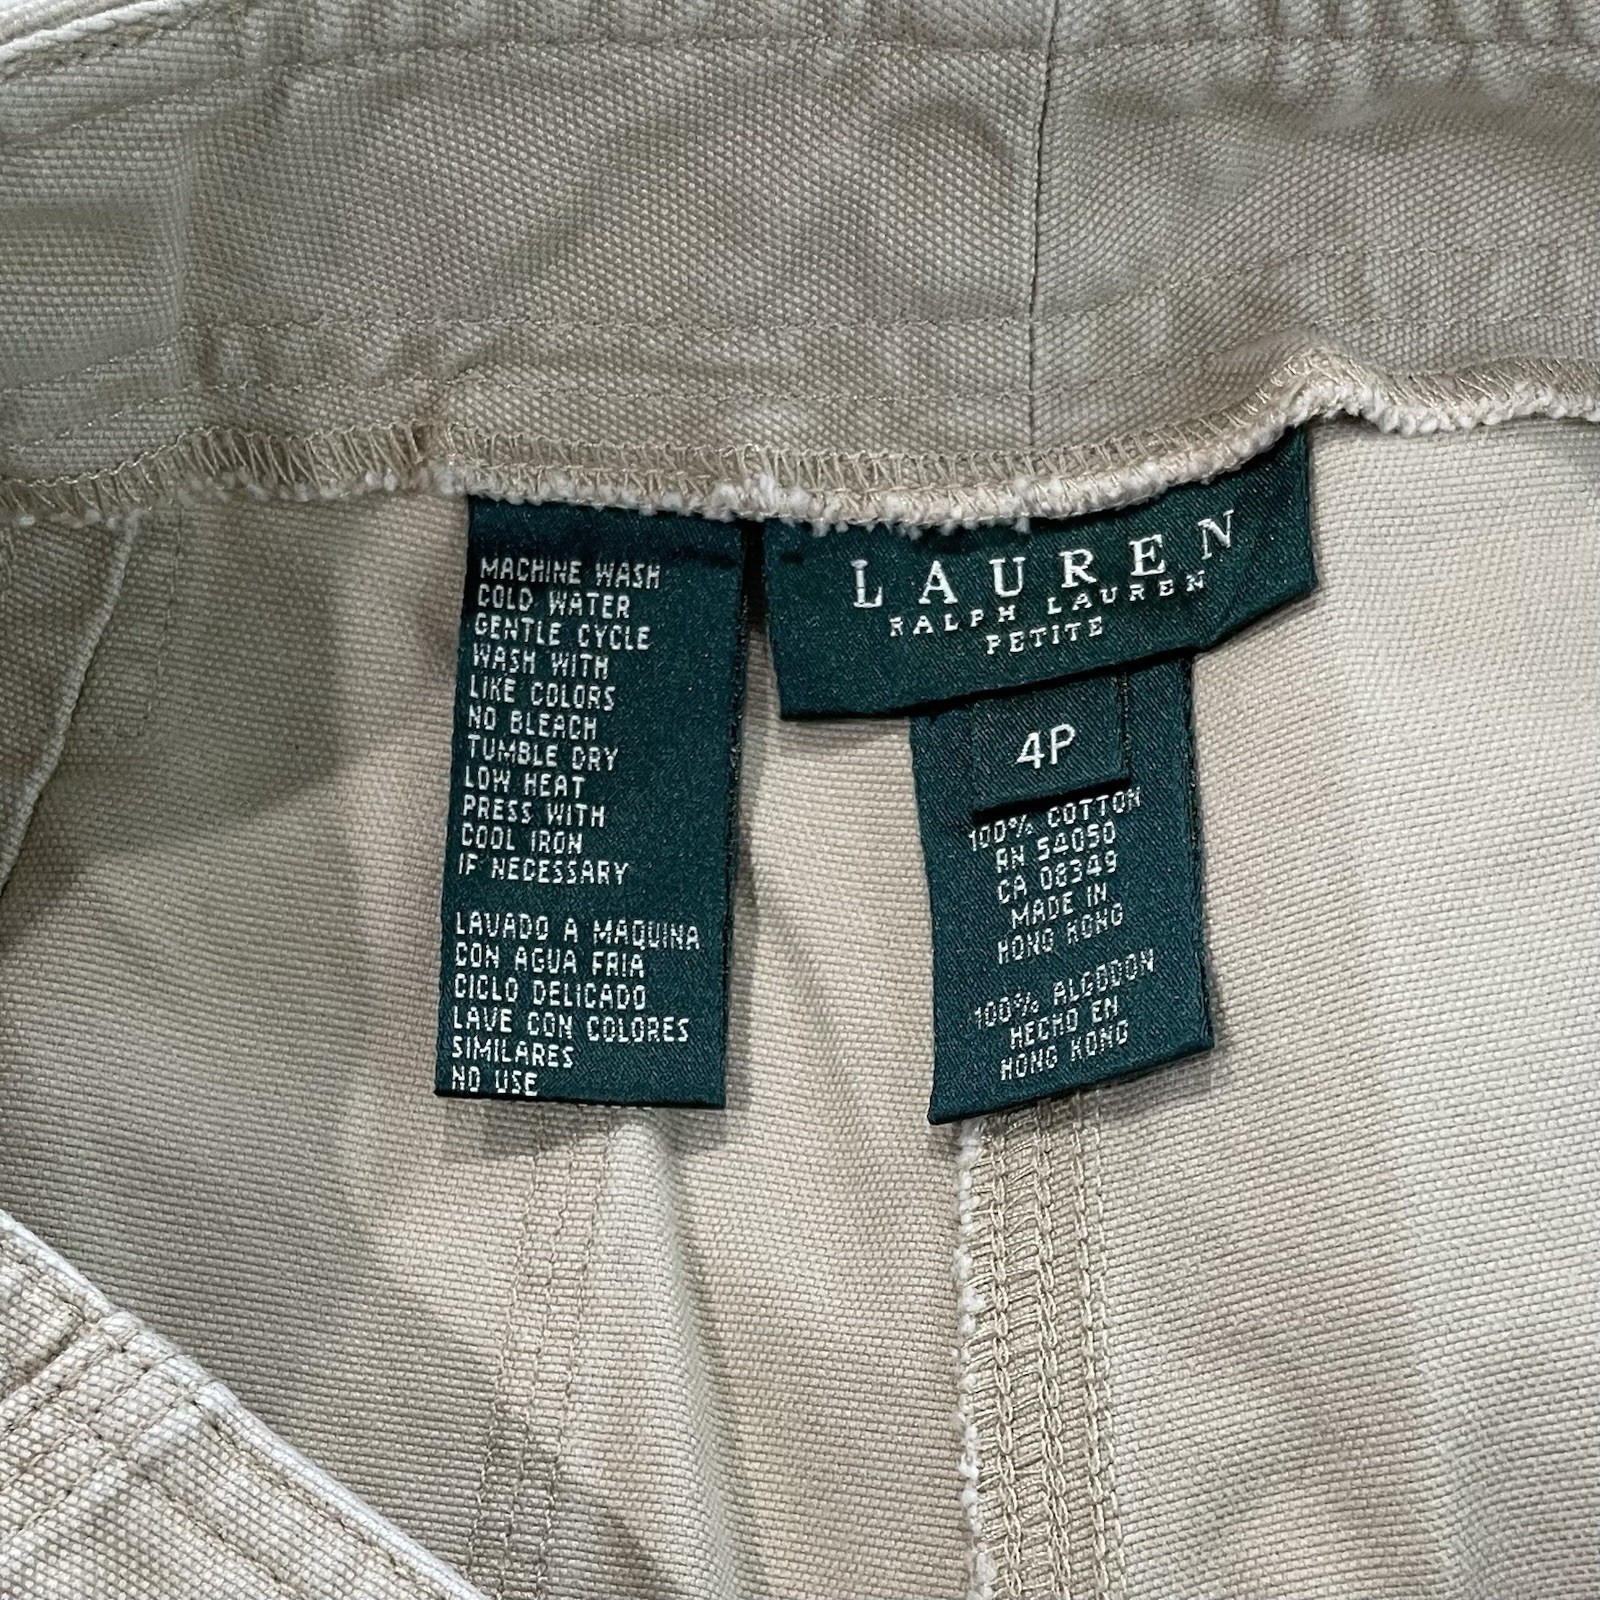 MACHINE WASH
COLD WATER
GENTLE CYCLE
WASH WITH
LIKE COLORS
NO BLEACH
TUMBLE DRY
LOW HEAT
PRESS WITH
COOL IRON
IF NECESSARY
LAVADO A MAQUINA
CON AGUA FRIA
CICLO DELICADO
LAVE CON COLORES
SIMILARES
NO USE
LAUREN
RALPH LAUREN
PETITE
4P
100% COTTON
RN 54050
CA 08349
MADE IN
HONG KONG
100% ALGODON
HECHO EN
HONG KONG